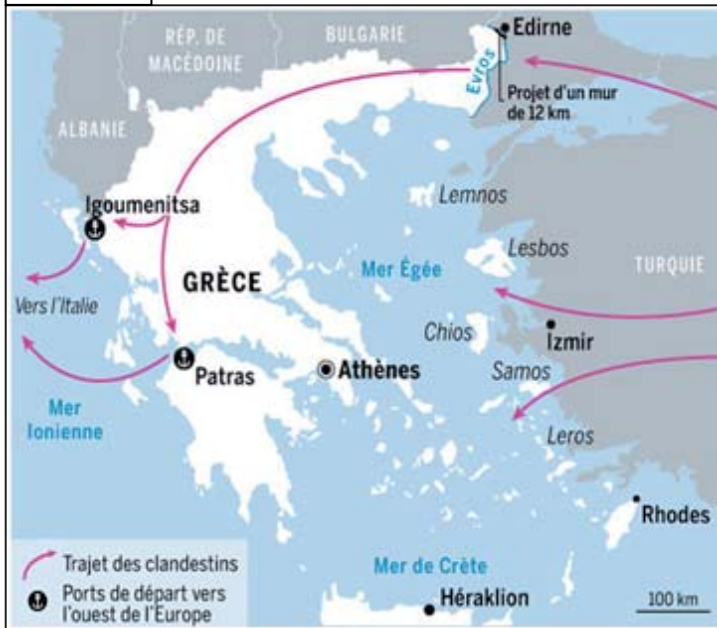 RÉP. DE
MACÉDOINE
BULGARIE
Edirne
Evros
Projet d'un mur
de 12 km
ALBANIE
Igoumenitsa
Lemnos
Lesbos
Mer Égée
TURQUIE
GRÈCE
Vers l'Italie
Chios
Izmir
Patras
Athènes
Samos
Mer
Ionienne
Leros
Rhodes
Trajet des clandestins
Ports de départ vers
l'ouest de l'Europe
Mer de Crète
Héraklion
100 km